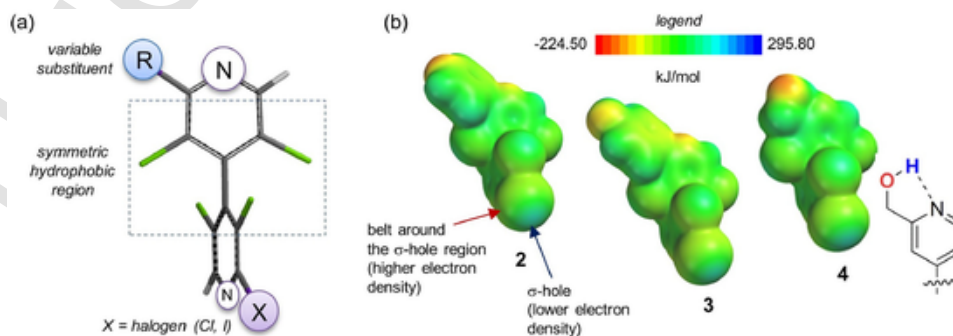 (a)
variable
substituent
R
N
symmetric
hydrophobic
region
N
X
X = halogen (Cl, I)
(b)
legend
-224.50
295.80
kJ/mol
belt around
the σ-hole region
(higher electron
density)
2
σ-hole
(lower electron
density)
3
4
O
H
N